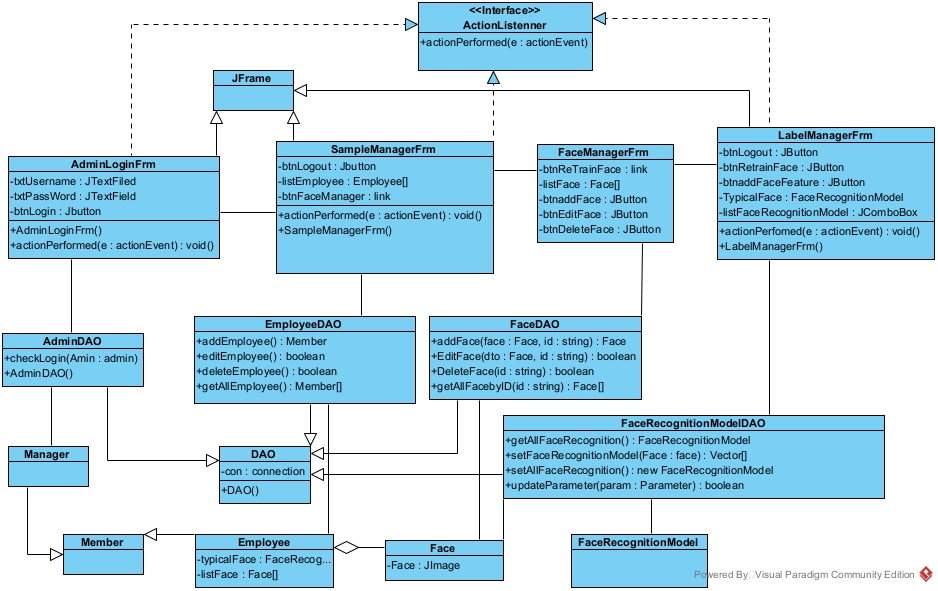 <<Interface>>
ActionListenner
+actionPerformed(e : actionEvent)
JFrame
AdminLoginFrm
-txtUsername : JTextFiled
-txtPassWord : JTextField
-btnLogin : Jbutton
+AdminLoginFrm()
+actionPerformed(e : actionEvent) : void()
SampleManagerFrm
-btnLogout : Jbutton
-listEmployee : Employee[]
-btnFaceManager : link
+actionPerformed(e : actionEvent) : void()
+SampleManagerFrm()
FaceManagerFrm
-btnReTrainFace : link
-listFace : Face[]
-btnaddFace : JButton
-btnEditFace : JButton
-btnDeleteFace : JButton
LabelManagerFrm
-btnLogout : JButton
-btnRetrainFace : JButton
-btnaddFaceFeature : JButton
-TypicalFace : FaceRecognitionModel
-listFaceRecognitionModel : JComboBox
+actionPerfomed(e : actionEvent) : void()
+LabelManagerFrm()
AdminDAO
+checkLogin(Amin : admin)
+AdminDAO()
EmployeeDAO
+addEmployee() : Member
+editEmployee() : boolean
+deleteEmployee() : boolean
+getAllEmployee() : Member[]
FaceDAO
+addFace(face : Face, id : string) : Face
+EditFace(dto : Face, id : string) : boolean
+DeleteFace(id : string) : boolean
+getAllFacebyID(id : string) : Face[]
FaceRecognitionModelDAO
+getAllFaceRecognition() : FaceRecognitionModel
+setFaceRecognitionModel(Face : face) : Vector[]
+setAllFaceRecognition() : new FaceRecognitionModel
+updateParameter(param : Parameter) : boolean
Manager
DAO
-con : connection
+DAO()
Member
Employee
-typicalFace : FaceRecog...
-listFace : Face[]
Face
-Face : JImage
FaceRecognitionModel
Powered By Visual Paradigm Community Edition